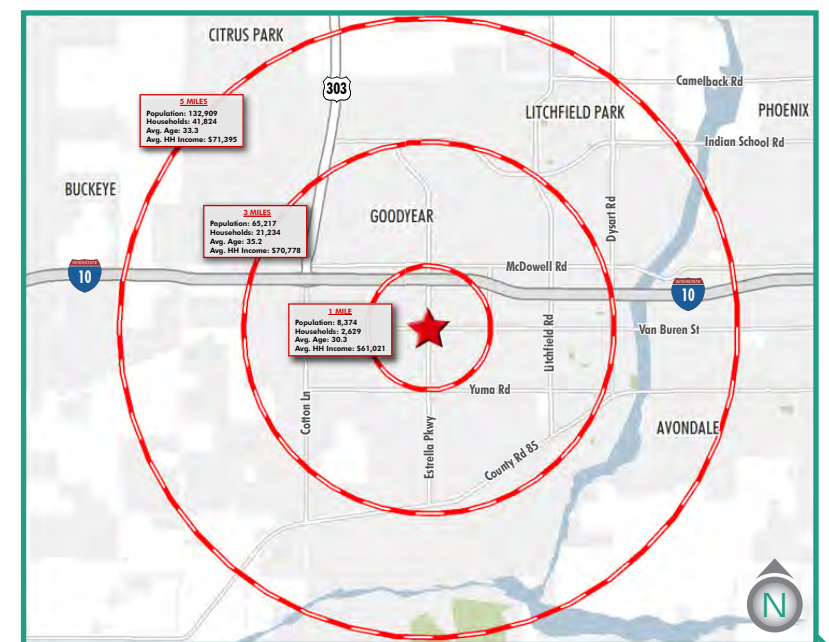 CITRUS PARK
303
Camelback Rd
5 MILES
Population: 132,909
Households: 41,824
Avg. Age: 33.3
Avg. HH Income: $71,395
LITCHFIELD PARK
PHOENIX
Indian School Rd
BUCKEYE
3 MILES
Population: 65,217
Households: 21,234
Avg. Age: 35.2
Avg. HH Income: $70,778
GOODYEAR
Dysart Rd
INTERSTATE
10
McDowell Rd
INTERSTATE
10
1 MILE
Population: 8,374
Households: 2,629
Avg. Age: 30.3
Avg. HH Income: $61,021
Litchfield Rd
Van Buren St
Yuma Rd
Cotton Ln
Estrella Pkwy
County Rd 85
AVONDALE
N